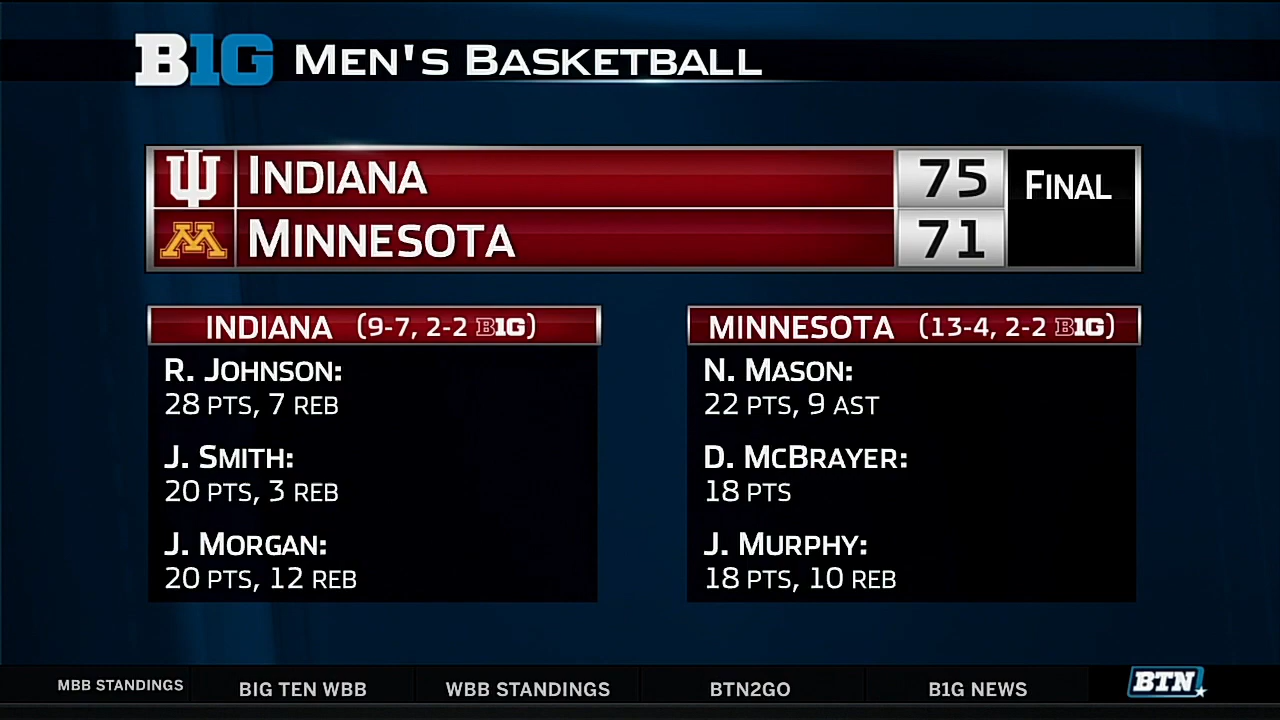 B1G MEN'S BASKETBALL
INDIANA 75 FINAL
MINNESOTA 71
INDIANA (9-7, 2-2 B1G)
R. JOHNSON:
28 PTS, 7 REB
J. SMITH:
20 PTS, 3 REB
J. MORGAN:
20 PTS, 12 REB
MINNESOTA (13-4, 2-2 B1G)
N. MASON:
22 PTS, 9 AST
D. MCBRAYER:
18 PTS
J. MURPHY:
18 PTS, 10 REB
MBB STANDINGS BIG TEN WBB WBB STANDINGS BTN2GO B1G NEWS BTN